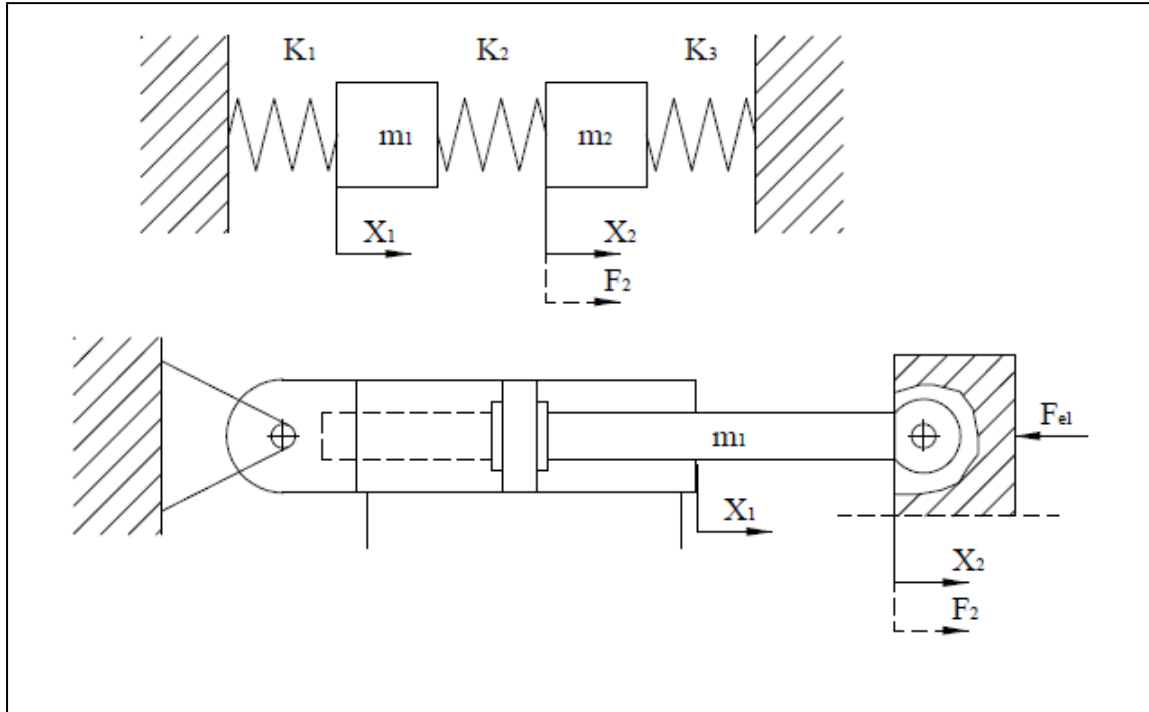 K₁ K₂ K₃
m₁ m₂
X₁ X₂
F₂
Fₑₗ
m₁
X₁
X₂
F₂